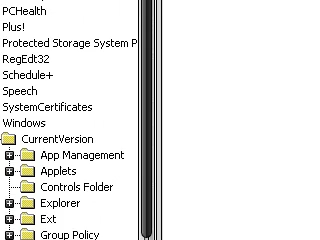 PCHealth
Plus!
Protected Storage System P
RegEdt32
Schedule+
Speech
SystemCertificates
Windows
CurrentVersion
App Management
Applets
Controls Folder
Explorer
Ext
Group Policy